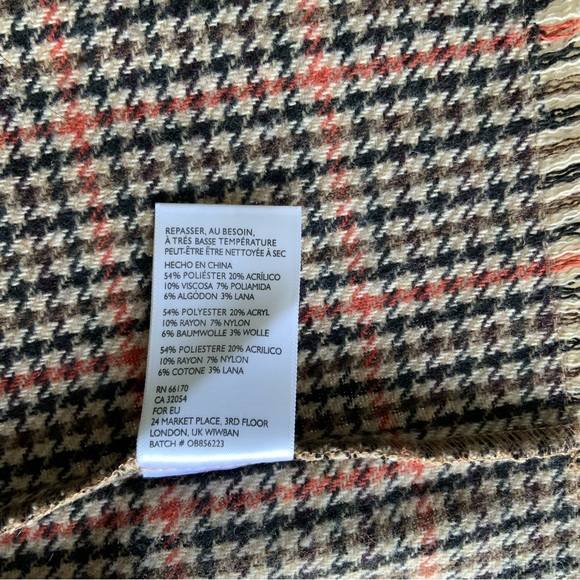 REPASSER, AU BESOIN,
À TRÉS BASSE TEMPÉRATURE
PEUT-ÊTRE ÊTRE NETTOYÉE À SEC
HECHO EN CHINA
54% POLIÉSTER 20% ACRÍLICO
10% VISCOSA 7% POLIAMIDA
6% ALGODÓN 3% LANA
54% POLYESTER 20% ACRYL
10% RAYON 7% NYLON
6% BAUMWOLLE 3% WOLLE
54% POLIESTERE 20% ACRILICO
10% RAYON 7% NYLON
6% COTONE 3% LANA
RN 66170
CA 32054
FOR EU
24 MARKET PLACE, 3RD FLOOR
LONDON, UK WIWBAN
BATCH # OB856223